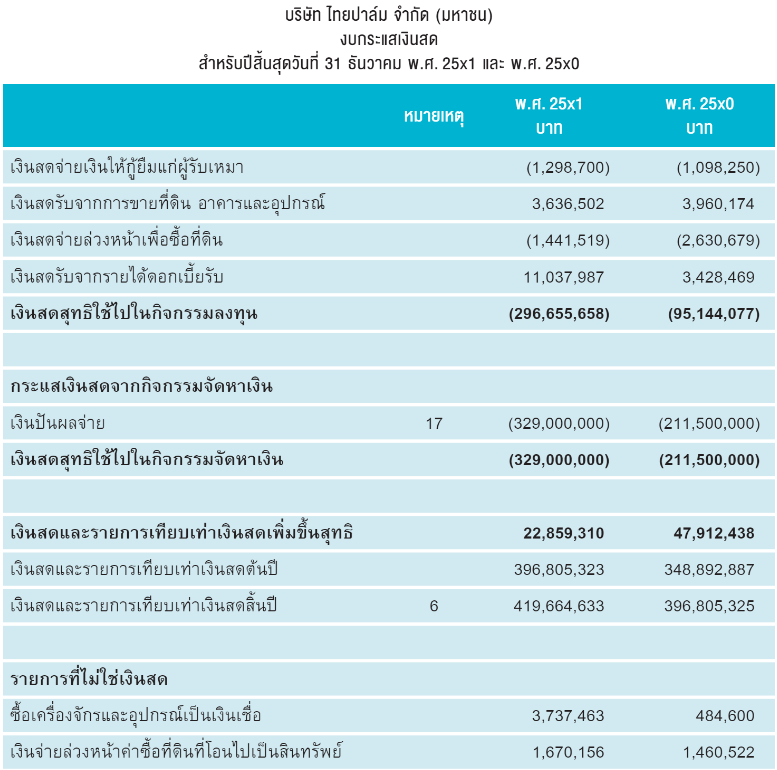 บริษัท ไทยปาล์ม จำกัด (มหาชน)
งบกระแสเงินสด
สำหรับปีสิ้นสุดวันที่ 31 ธันวาคม พ.ศ. 25x1 และ พ.ศ. 25x0
หมายเหตุ พ.ศ. 25x1 พ.ศ. 25x0
บาท บาท
เงินสดจ่ายเงินให้กู้ยืมแก่ผู้รับเหมา (1,298,700) (1,098,250)
เงินสดรับจากการขายที่ดิน อาคารและอุปกรณ์ 3,636,502 3,960,174
เงินสดจ่ายล่วงหน้าเพื่อซื้อที่ดิน (1,441,519) (2,630,679)
เงินสดรับจากรายได้ดอกเบี้ยรับ 11,037,987 3,428,469
เงินสดสุทธิใช้ไปในกิจกรรมลงทุน (296,655,658) (95,144,077)
กระแสเงินสดจากกิจกรรมจัดหาเงิน
เงินปันผลจ่าย 17 (329,000,000) (211,500,000)
เงินสดสุทธิใช้ไปในกิจกรรมจัดหาเงิน (329,000,000) (211,500,000)
เงินสดและรายการเทียบเท่าเงินสดเพิ่มขึ้นสุทธิ 22,859,310 47,912,438
เงินสดและรายการเทียบเท่าเงินสดต้นปี 396,805,323 348,892,887
เงินสดและรายการเทียบเท่าเงินสดสิ้นปี 6 419,664,633 396,805,325
รายการที่ไม่ใช่เงินสด
ซื้อเครื่องจักรและอุปกรณ์เป็นเงินเชื่อ 3,737,463 484,600
เงินจ่ายล่วงหน้าค่าซื้อที่ดินที่โอนไปเป็นสินทรัพย์ 1,670,156 1,460,522